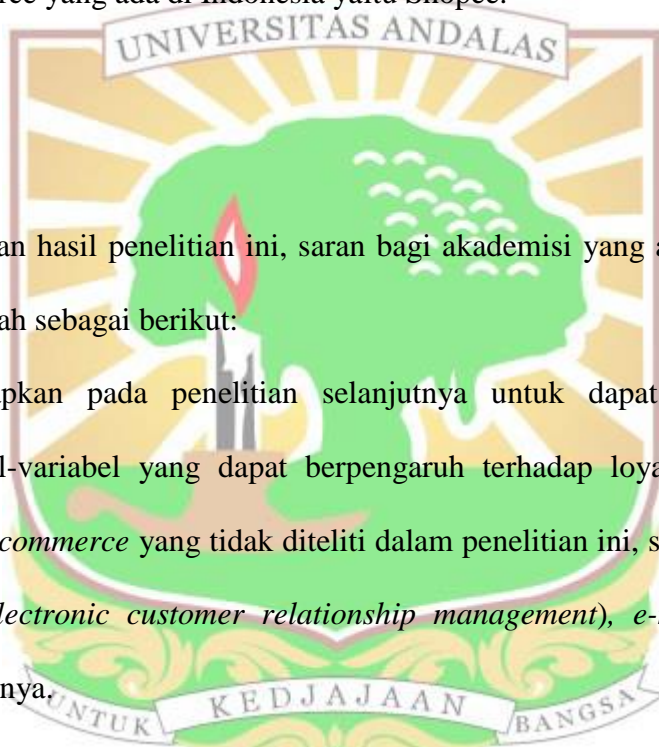 rce yang ada di Indonesia yaitu Shopee.
UNIVERSITAS ANDALAS
an hasil penelitian ini, saran bagi akademisi yang a
ah sebagai berikut:
apkan pada penelitian selanjutnya untuk dapat
l-variabel yang dapat berpengaruh terhadap loya
commerce yang tidak diteliti dalam penelitian ini, s
lectronic customer relationship management), e-
nya.
UNTUK KEDJAJAAN BANGSA